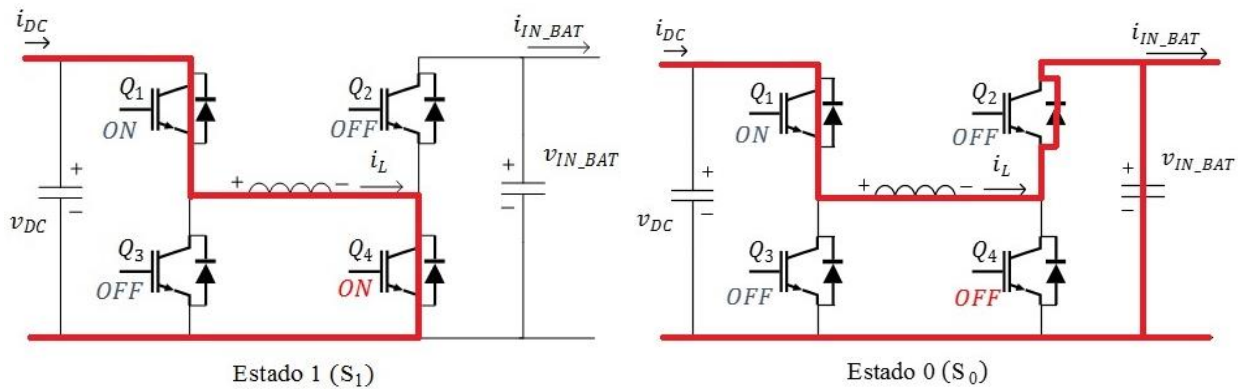 i_DC
i_IN_BAT
Q_1
ON
Q_2
OFF
+
v_DC
−
+ −
i_L
+
v_IN_BAT
−
Q_3
OFF
Q_4
ON
Estado 1 (S_1)
i_DC
i_IN_BAT
Q_1
ON
Q_2
OFF
+
v_DC
−
+ −
i_L
+
v_IN_BAT
−
Q_3
OFF
Q_4
OFF
Estado 0 (S_0)